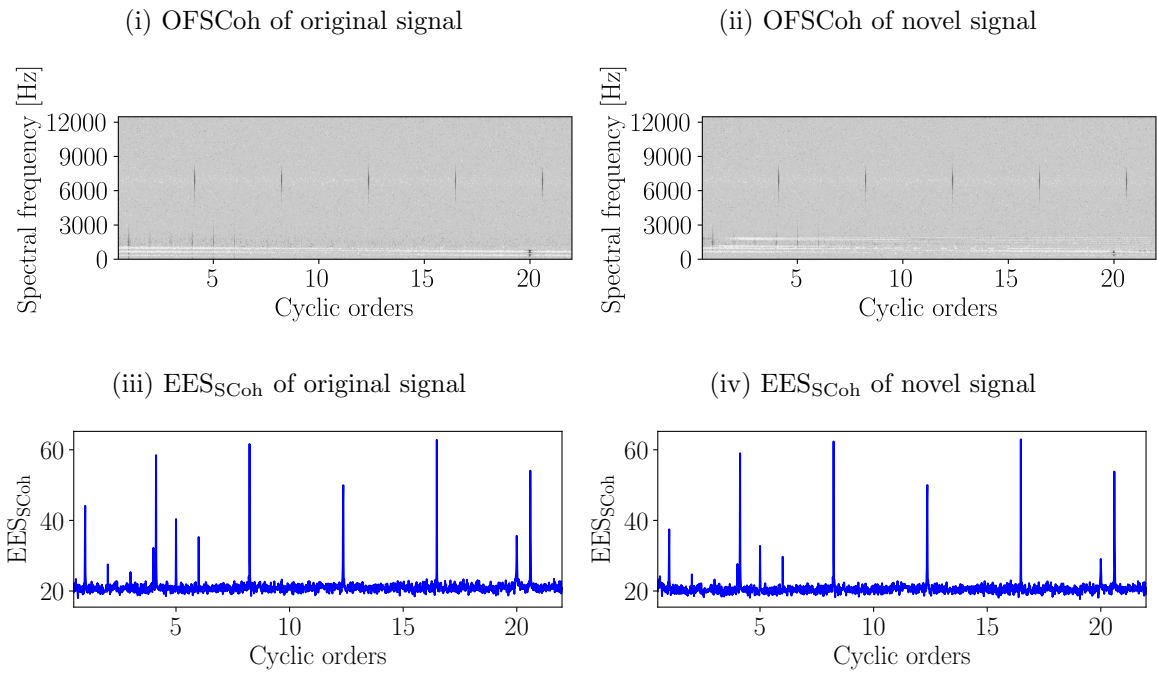 (i) OFSCoh of original signal
(ii) OFSCoh of novel signal
Spectral frequency [Hz]
12000
9000
6000
3000
0
5
10
15
20
Cyclic orders
Spectral frequency [Hz]
12000
9000
6000
3000
0
5
10
15
20
Cyclic orders
(iii) EES_SCoh of original signal
(iv) EES_SCoh of novel signal
EES_SCoh
60
40
20
5
10
15
20
Cyclic orders
EES_SCoh
60
40
20
5
10
15
20
Cyclic orders